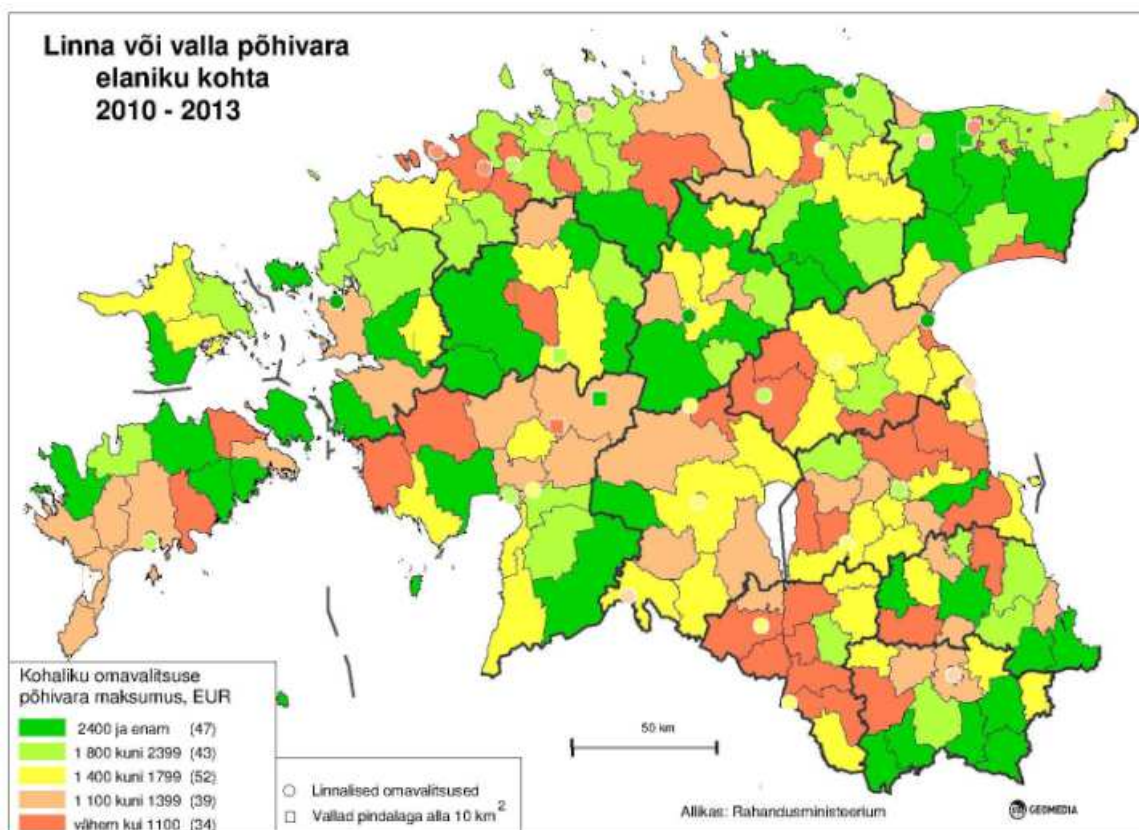 Linna või valla põhivara
elaniku kohta
2010 - 2013
Kohaliku omavalitsuse
põhivara maksumus, EUR
2400 ja enam (47)
1 800 kuni 2399 (43)
1 400 kuni 1799 (52)
1 100 kuni 1399 (39)
vähem kui 1100 (34)
Linnalised omavalitsused
Vallad pindalaga alla 10 km²
50 km
Allikas: Rahandusministeerium
GEOMEDIA